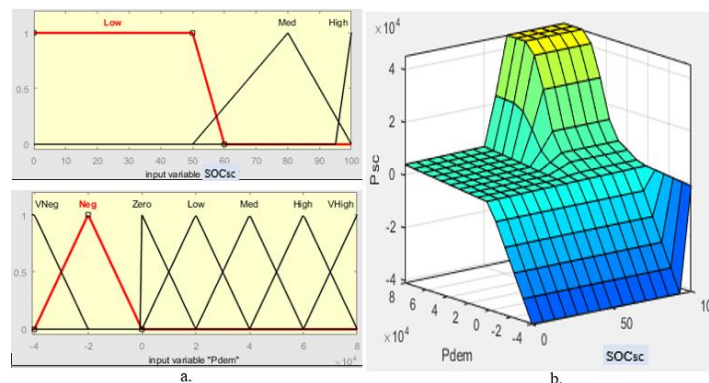 Low Med High
1
0.5
0
0 10 20 30 40 50 60 70 80 90 100
input variable SOCsc
VNeg Neg Zero Low Med High VHigh
1
0.5
0
-4 -2 0 2 4 6 8
input variable "Pdem" ×10⁴
a.
×10⁴
4
2
0
-2
-4
Psc
8 6 4 2 0 -2 -4
×10⁴
Pdem
0 50 10
SOCsc
b.